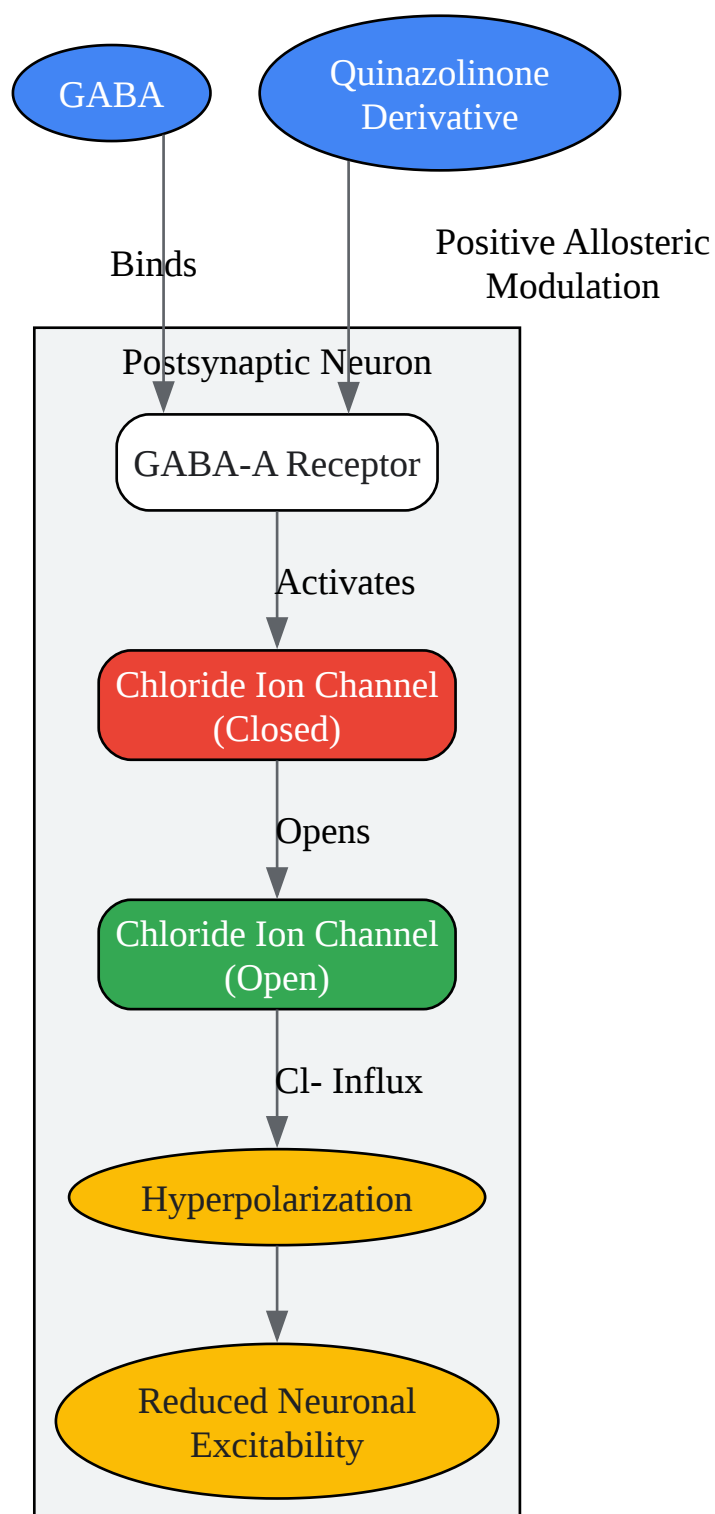 GABA
Quinazolinone
Derivative
Binds
Positive Allosteric
Modulation
Postsynaptic Neuron
GABA-A Receptor
Activates
Chloride Ion Channel
(Closed)
Opens
Chloride Ion Channel
(Open)
Cl- Influx
Hyperpolarization
Reduced Neuronal
Excitability